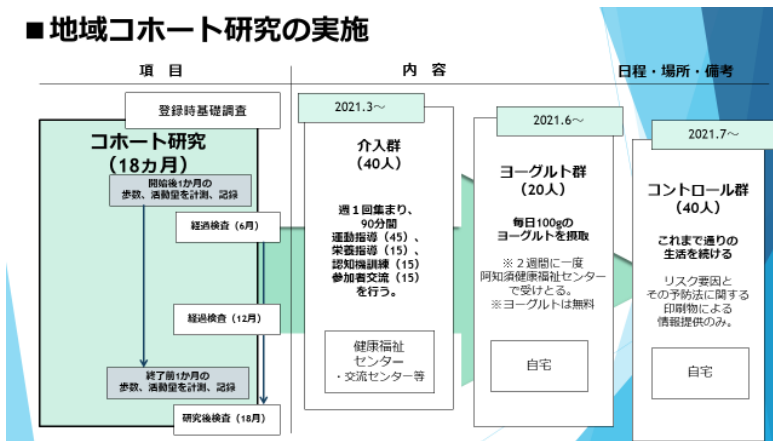 ■地域コホート研究の実施
項 目
内 容
日程・場所・備考
登録時基礎調査
コホート研究
（18カ月）
開始後1か月の
歩数、活動量を計測、記録
経過検査（6月）
経過検査（12月）
終了前1か月の
歩数、活動量を計測、記録
研究後検査（18月）
2021.3～
介入群
（40人）
週１回集まり、
90分間
運動指導（45）、
栄養指導（15）、
認知機訓練（15）
参加者交流（15）
を行う。
健康福祉
センター
・交流センター等
2021.6～
ヨーグルト群
（20人）
毎日100gの
ヨーグルトを摂取
※２週間に一度
阿知須健康福祉センター
で受けとる。
※ヨーグルトは無料
自宅
2021.7～
コントロール群
（40人）
これまで通りの
生活を続ける
リスク要因と
その予防法に関する
印刷物による
情報提供のみ。
自宅